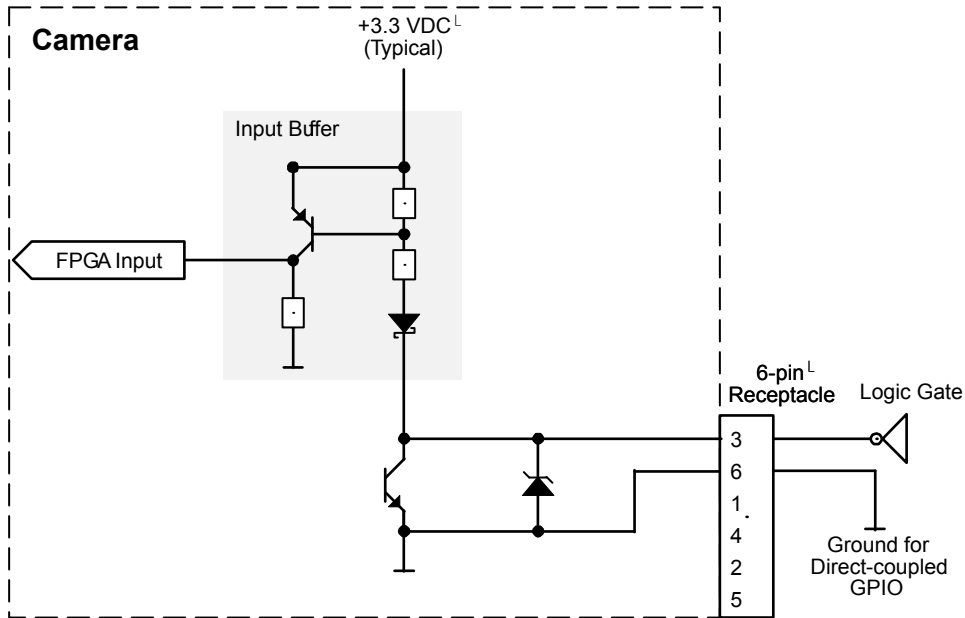 Camera
+3.3 VDC└
(Typical)
Input Buffer
FPGA Input
6-pin└
Receptacle
Logic Gate
3
6
1
.
4
2
5
Ground for
Direct-coupled
GPIO